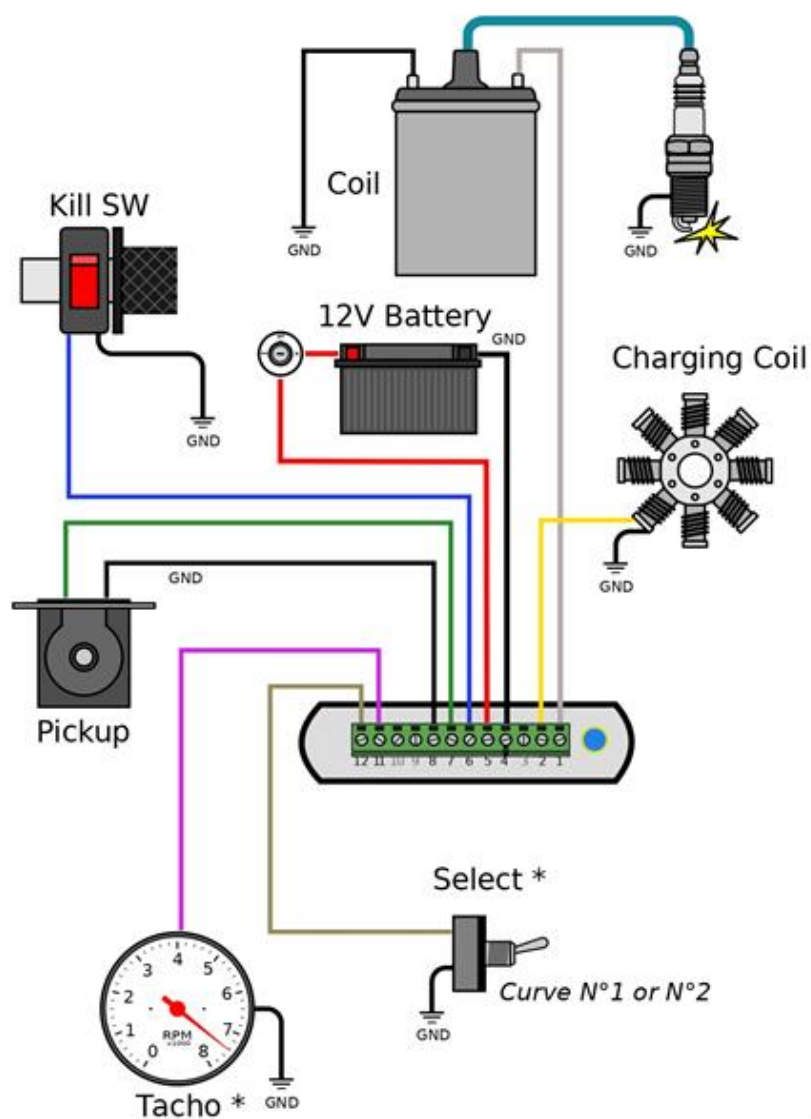 Coil
GND
GND
Kill SW
GND
12V Battery
GND
Charging Coil
GND
GND
Pickup
12 11 10 9 8 7 6 5 4 3 2 1
Select *
Curve N°1 or N°2
GND
0 1 2 3 4 5 6 7 8
RPM
x1000
Tacho *
GND